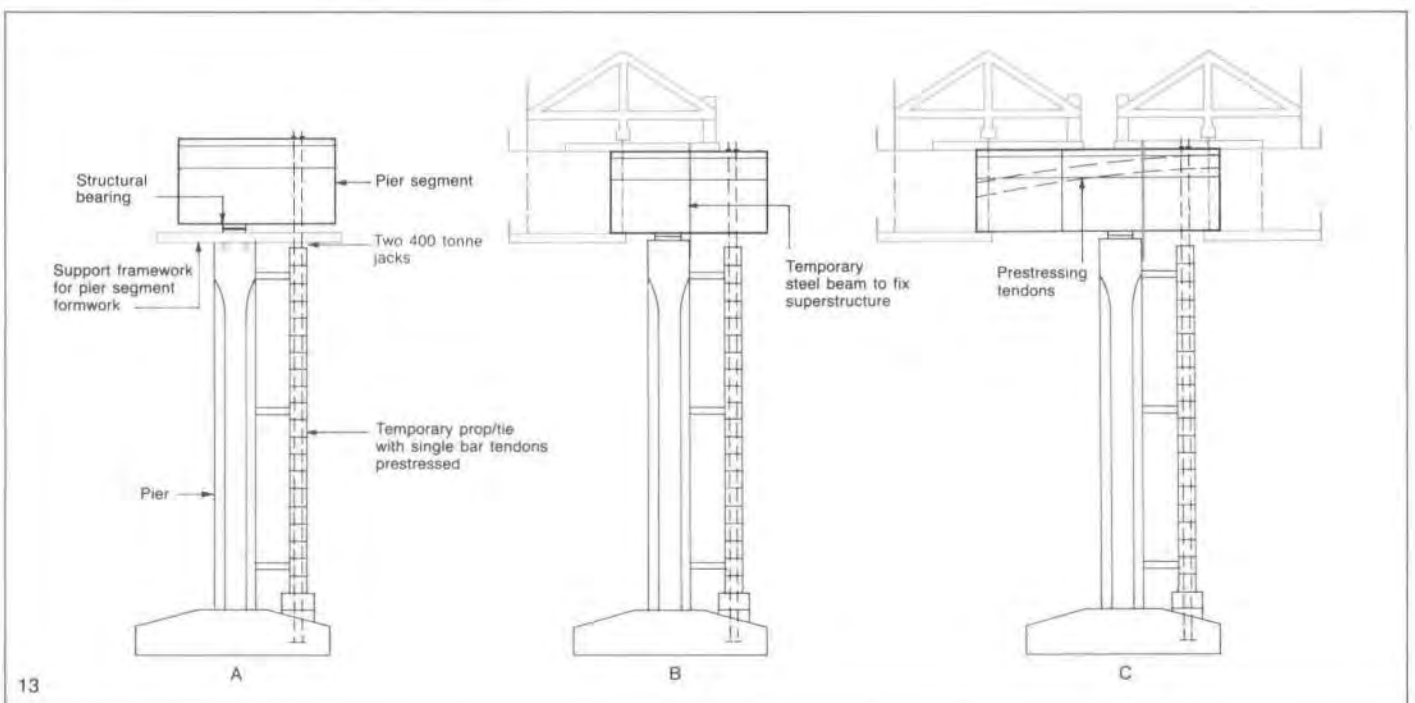 Structural
bearing
Pier segment
Two 400 tonne
jacks
Support framework
for pier segment
formwork
Temporary prop/tie
with single bar tendons
prestressed
Pier
A
Temporary
steel beam to fix
superstructure
B
Prestressing
tendons
C
13